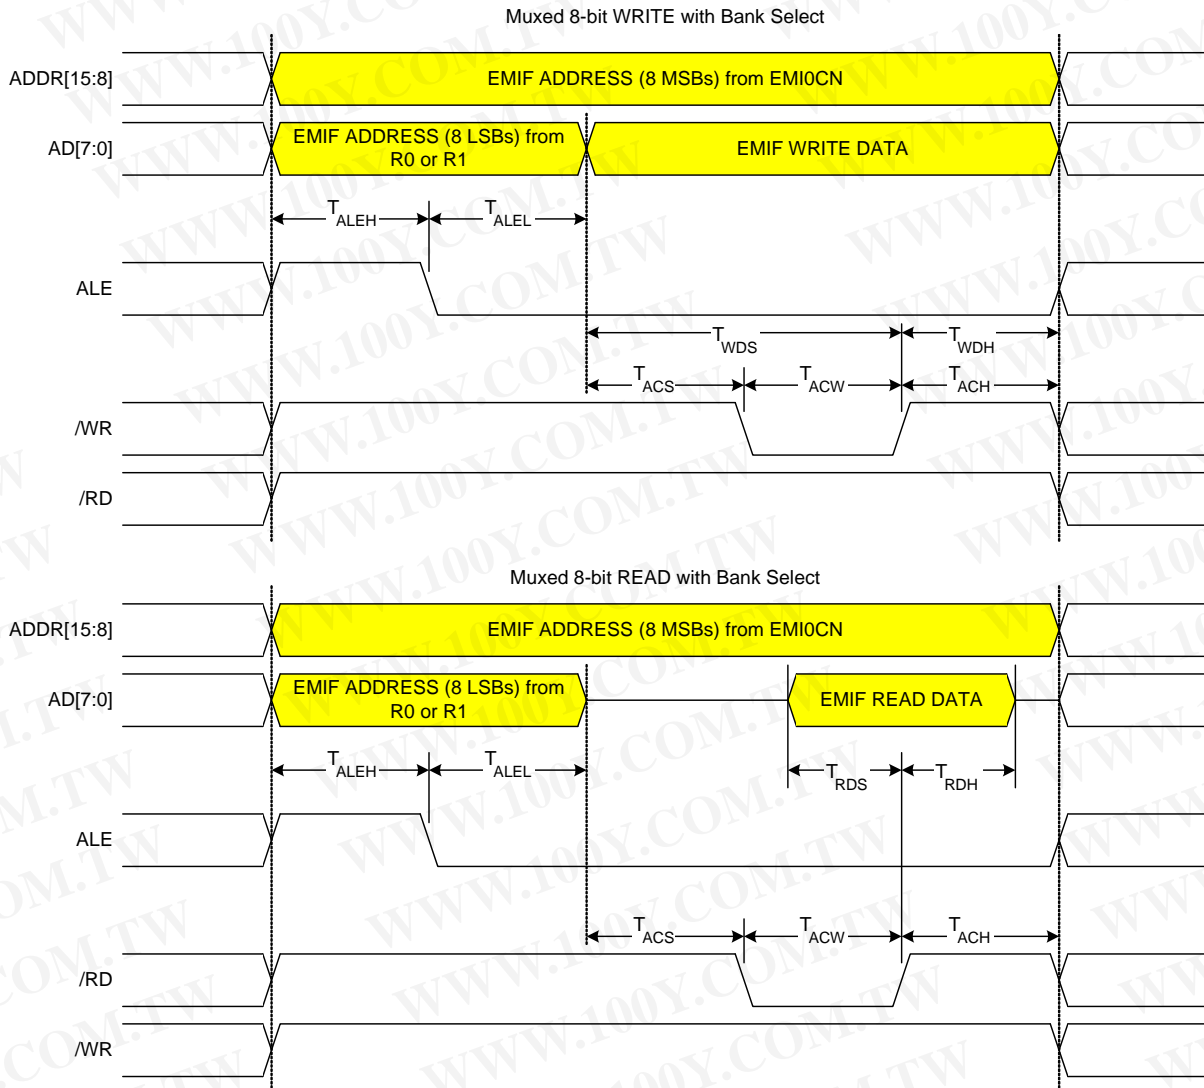 Muxed 8-bit WRITE with Bank Select
ADDR[15:8]
EMIF ADDRESS (8 MSBs) from EMI0CN
AD[7:0]
EMIF ADDRESS (8 LSBs) from
R0 or R1
EMIF WRITE DATA
TALEH
TALEL
ALE
TWDS
TWDH
TACS
TACW
TACH
/WR
/RD
Muxed 8-bit READ with Bank Select
ADDR[15:8]
EMIF ADDRESS (8 MSBs) from EMI0CN
AD[7:0]
EMIF ADDRESS (8 LSBs) from
R0 or R1
EMIF READ DATA
TALEH
TALEL
TRDS
TRDH
ALE
TACS
TACW
TACH
/RD
/WR
WWW.100Y.COM.TW